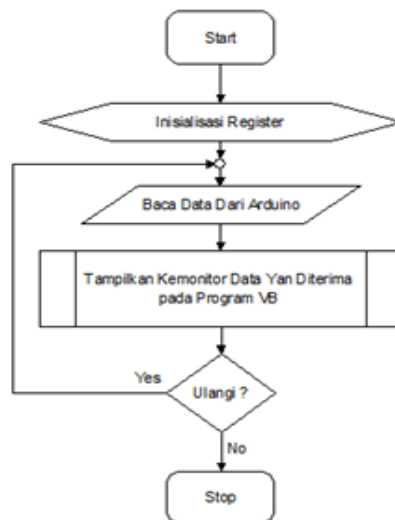 Start
Inisialisasi Register
Baca Data Dari Arduino
Tampilkan Kemonitor Data Yan Diterima
pada Program VB
Yes
Ulangi ?
No
Stop